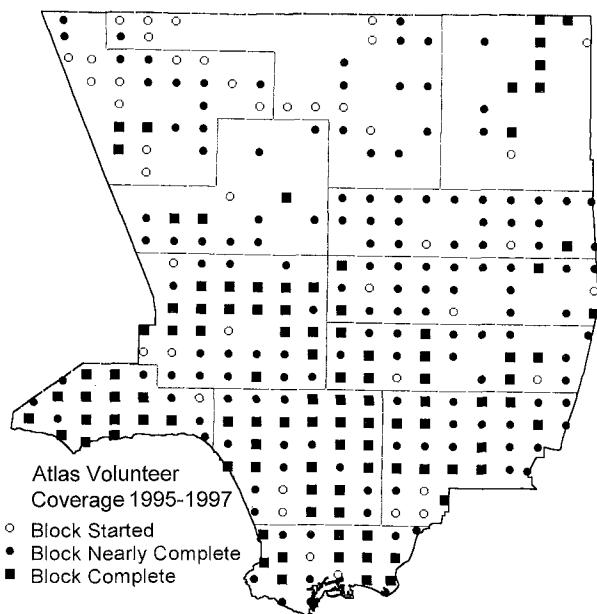 Atlas Volunteer
Coverage 1995-1997
Block Started
Block Nearly Complete
Block Complete